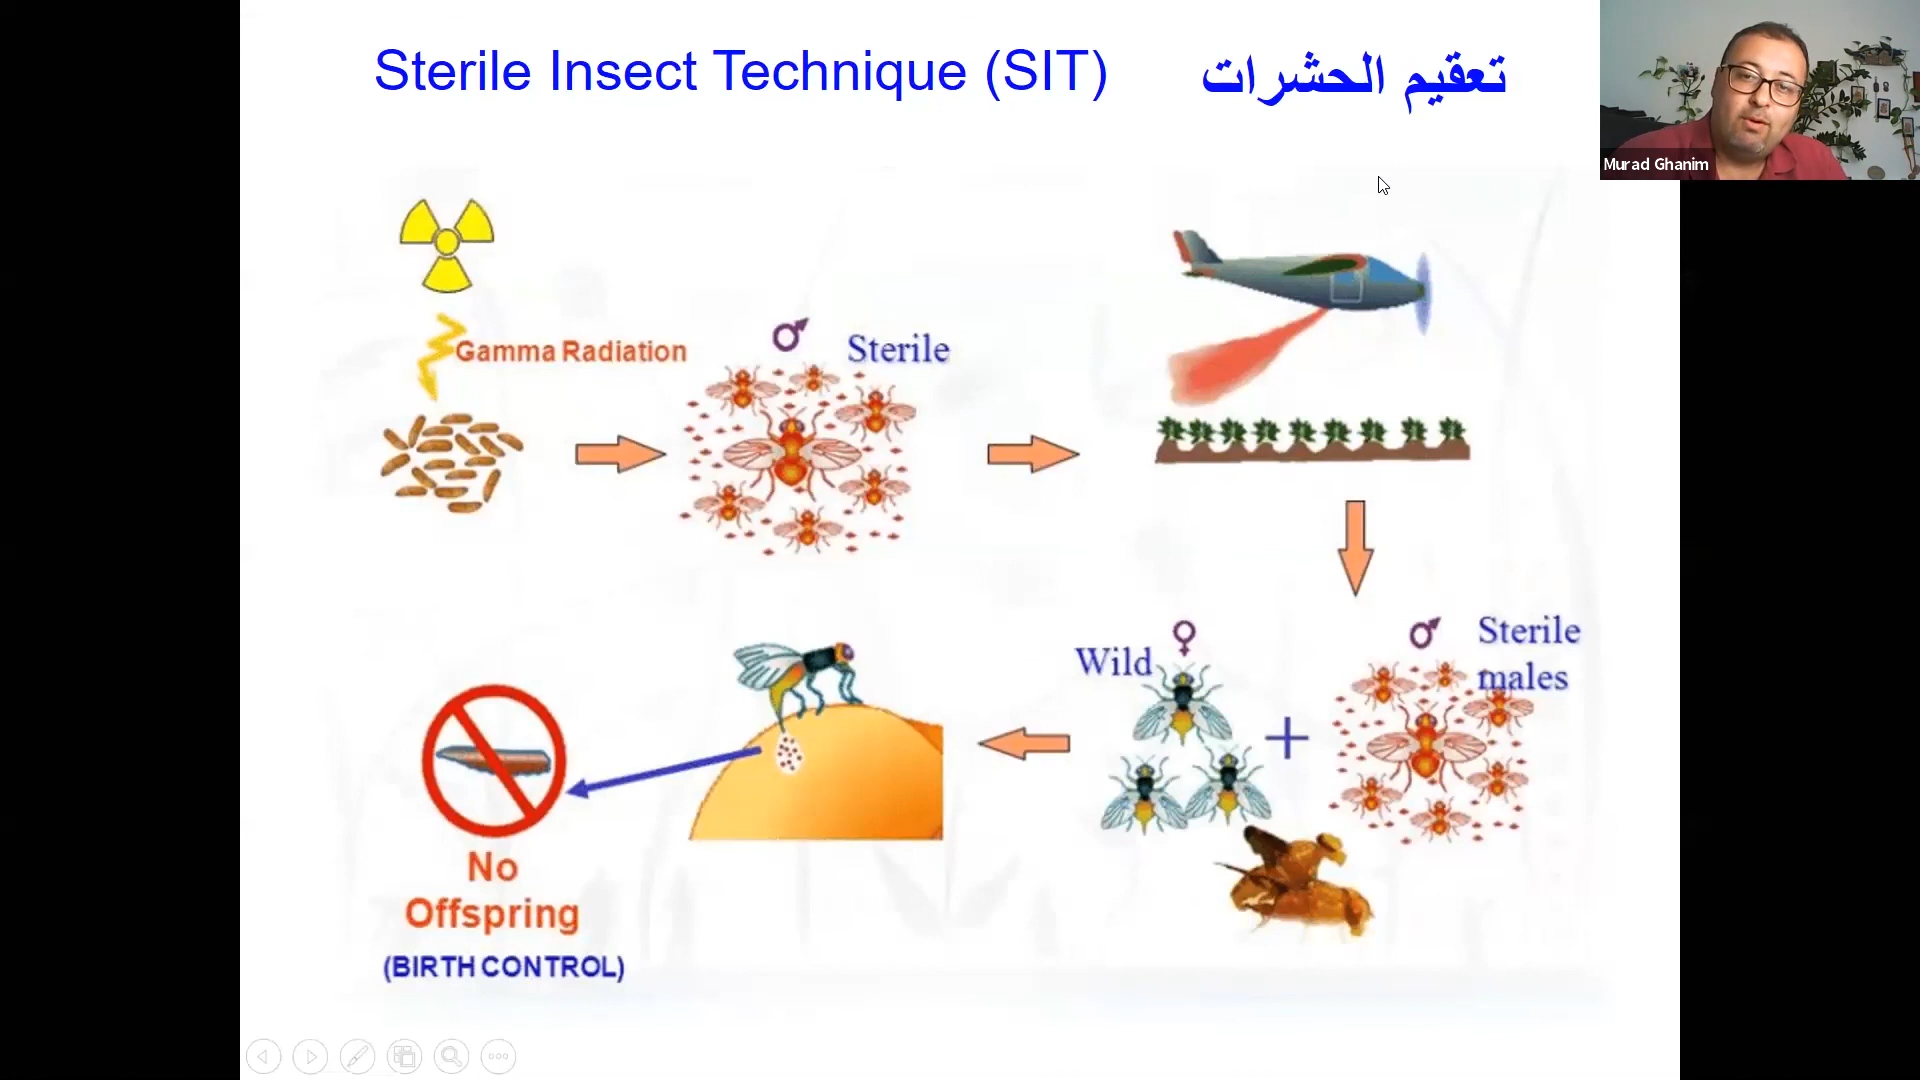 Sterile Insect Technique (SIT)
تعقيم الحشرات
Murad Ghanim
Gamma Radiation
Sterile
Wild
Sterile
males
No
Offspring
(BIRTH CONTROL)